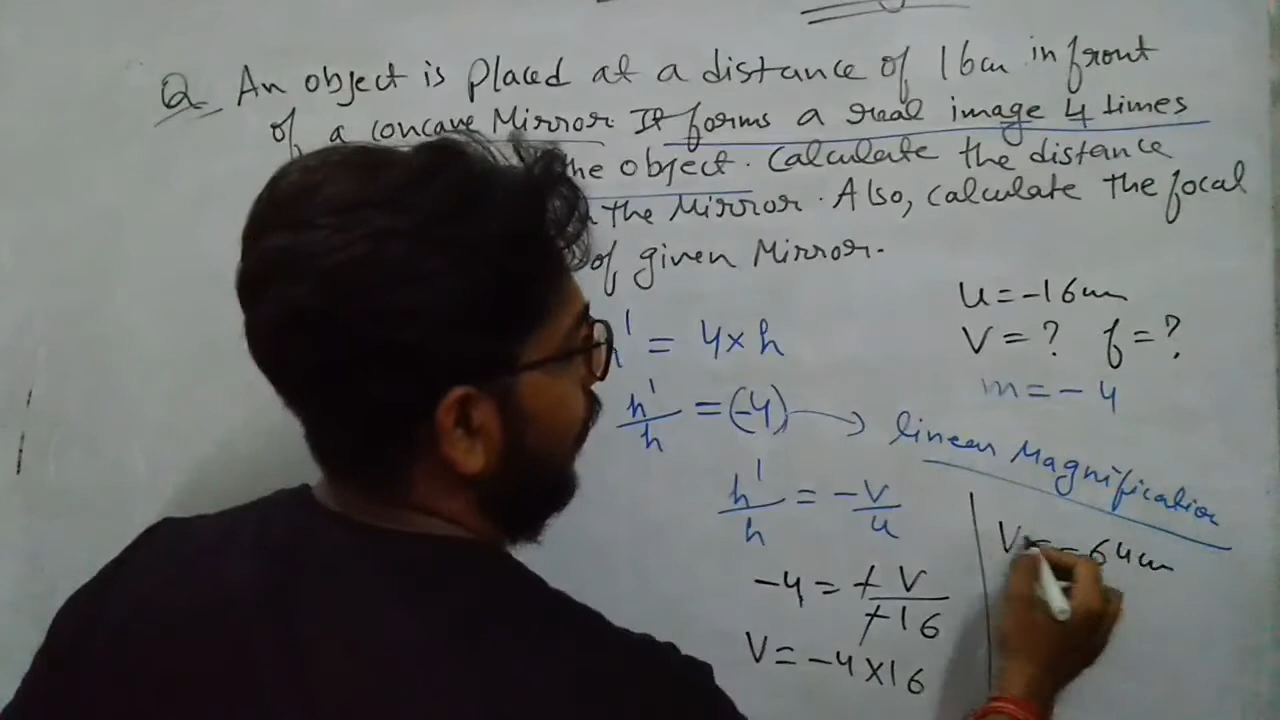 Q An object is placed at a distance of 16cm in front
of a concave Mirror It forms a real image 4 times
the object. Calculate the distance
the Mirror. Also, calculate the focal
of given Mirror.
u=-16cm
V=? f=?
m=-4
h' = 4×h
h'/h = (-4) → linear Magnification
h'/h = -v/u
-4 = +V/+16
V=-4×16
V=-64cm